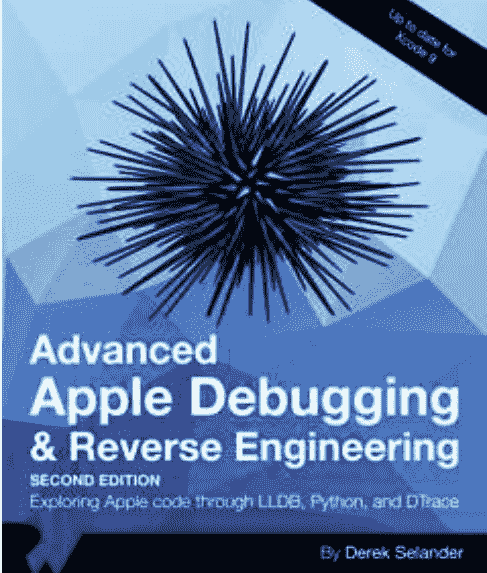 Up to date for
Xcode 9
Advanced
Apple Debugging
& Reverse Engineering
SECOND EDITION
Exploring Apple code through LLDB, Python, and DTrace
By Derek Selander